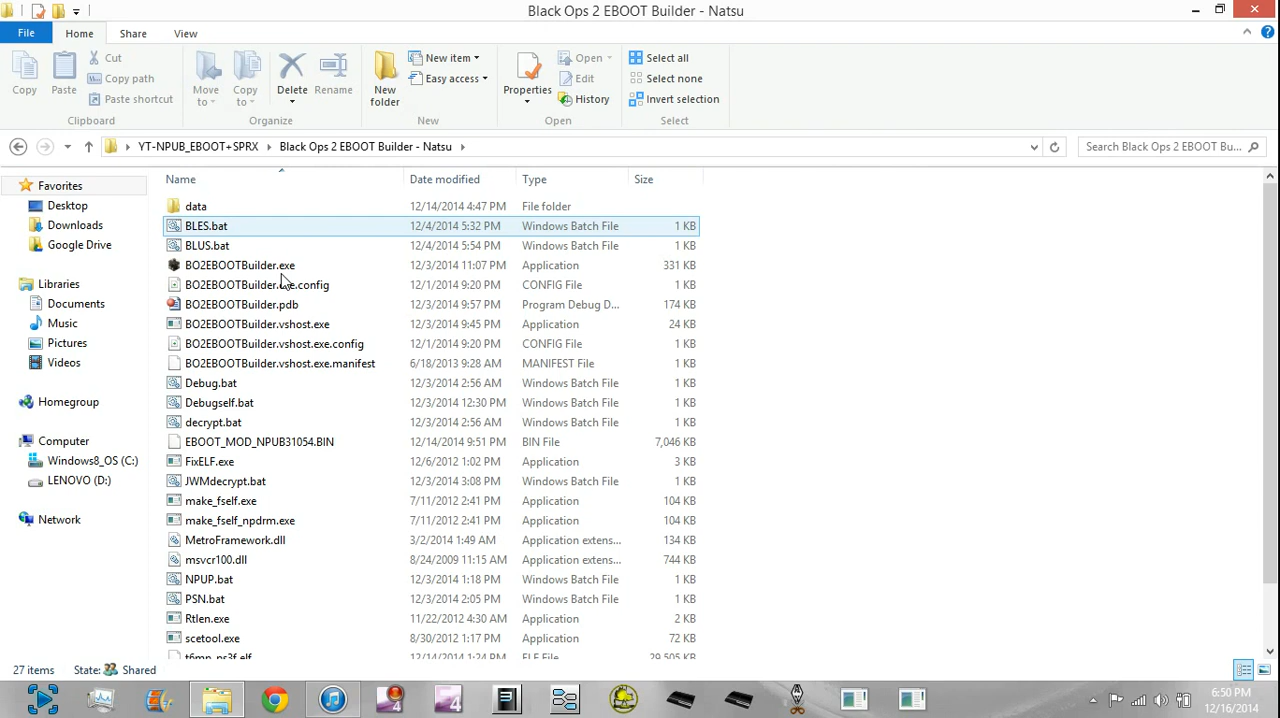 Black Ops 2 EBOOT Builder - Natsu
File Home Share View
Copy Paste Cut Copy path Paste shortcut Move to Copy to Delete Rename New folder New item Easy access Properties Open Edit History Select all Select none Invert selection
Clipboard Organize New Open Select
YT-NPUB_EBOOT+SPRX Black Ops 2 EBOOT Builder - Natsu Search Black Ops 2 EBOOT Bu...
Name Date modified Type Size
Favorites
Desktop
Downloads
Google Drive
Libraries
Documents
Music
Pictures
Videos
Homegroup
Computer
Windows8_OS (C:)
LENOVO (D:)
Network
data 12/14/2014 4:47 PM File folder
BLES.bat 12/4/2014 5:32 PM Windows Batch File 1 KB
BLUS.bat 12/4/2014 5:54 PM Windows Batch File 1 KB
BO2EBOOTBuilder.exe 12/3/2014 11:07 PM Application 331 KB
BO2EBOOTBuilder.exe.config 12/1/2014 9:20 PM CONFIG File 1 KB
BO2EBOOTBuilder.pdb 12/3/2014 9:57 PM Program Debug D... 174 KB
BO2EBOOTBuilder.vshost.exe 12/3/2014 9:45 PM Application 24 KB
BO2EBOOTBuilder.vshost.exe.config 12/1/2014 9:20 PM CONFIG File 1 KB
BO2EBOOTBuilder.vshost.exe.manifest 6/18/2013 9:28 AM MANIFEST File 1 KB
Debug.bat 12/3/2014 2:56 AM Windows Batch File 1 KB
Debugself.bat 12/3/2014 12:30 PM Windows Batch File 1 KB
decrypt.bat 12/3/2014 2:56 AM Windows Batch File 1 KB
EBOOT_MOD_NPUB31054.BIN 12/14/2014 9:51 PM BIN File 7,046 KB
FixELF.exe 12/6/2012 1:02 PM Application 3 KB
JWMdecrypt.bat 12/3/2014 3:08 PM Windows Batch File 1 KB
make_fself.exe 7/11/2012 2:41 PM Application 104 KB
make_fself_npdrm.exe 7/11/2012 2:41 PM Application 104 KB
MetroFramework.dll 3/2/2014 1:49 AM Application extens... 134 KB
msvcr100.dll 8/24/2009 11:15 AM Application extens... 744 KB
NPUP.bat 12/3/2014 1:18 PM Windows Batch File 1 KB
PSN.bat 12/3/2014 2:05 PM Windows Batch File 1 KB
Rtlen.exe 11/22/2012 4:30 AM Application 2 KB
scetool.exe 8/30/2012 1:17 PM Application 72 KB
t6mp_ps3f.elf 12/14/2014 1:24 PM ELF File 29,505 KB
27 items State: Shared
6:50 PM
12/16/2014